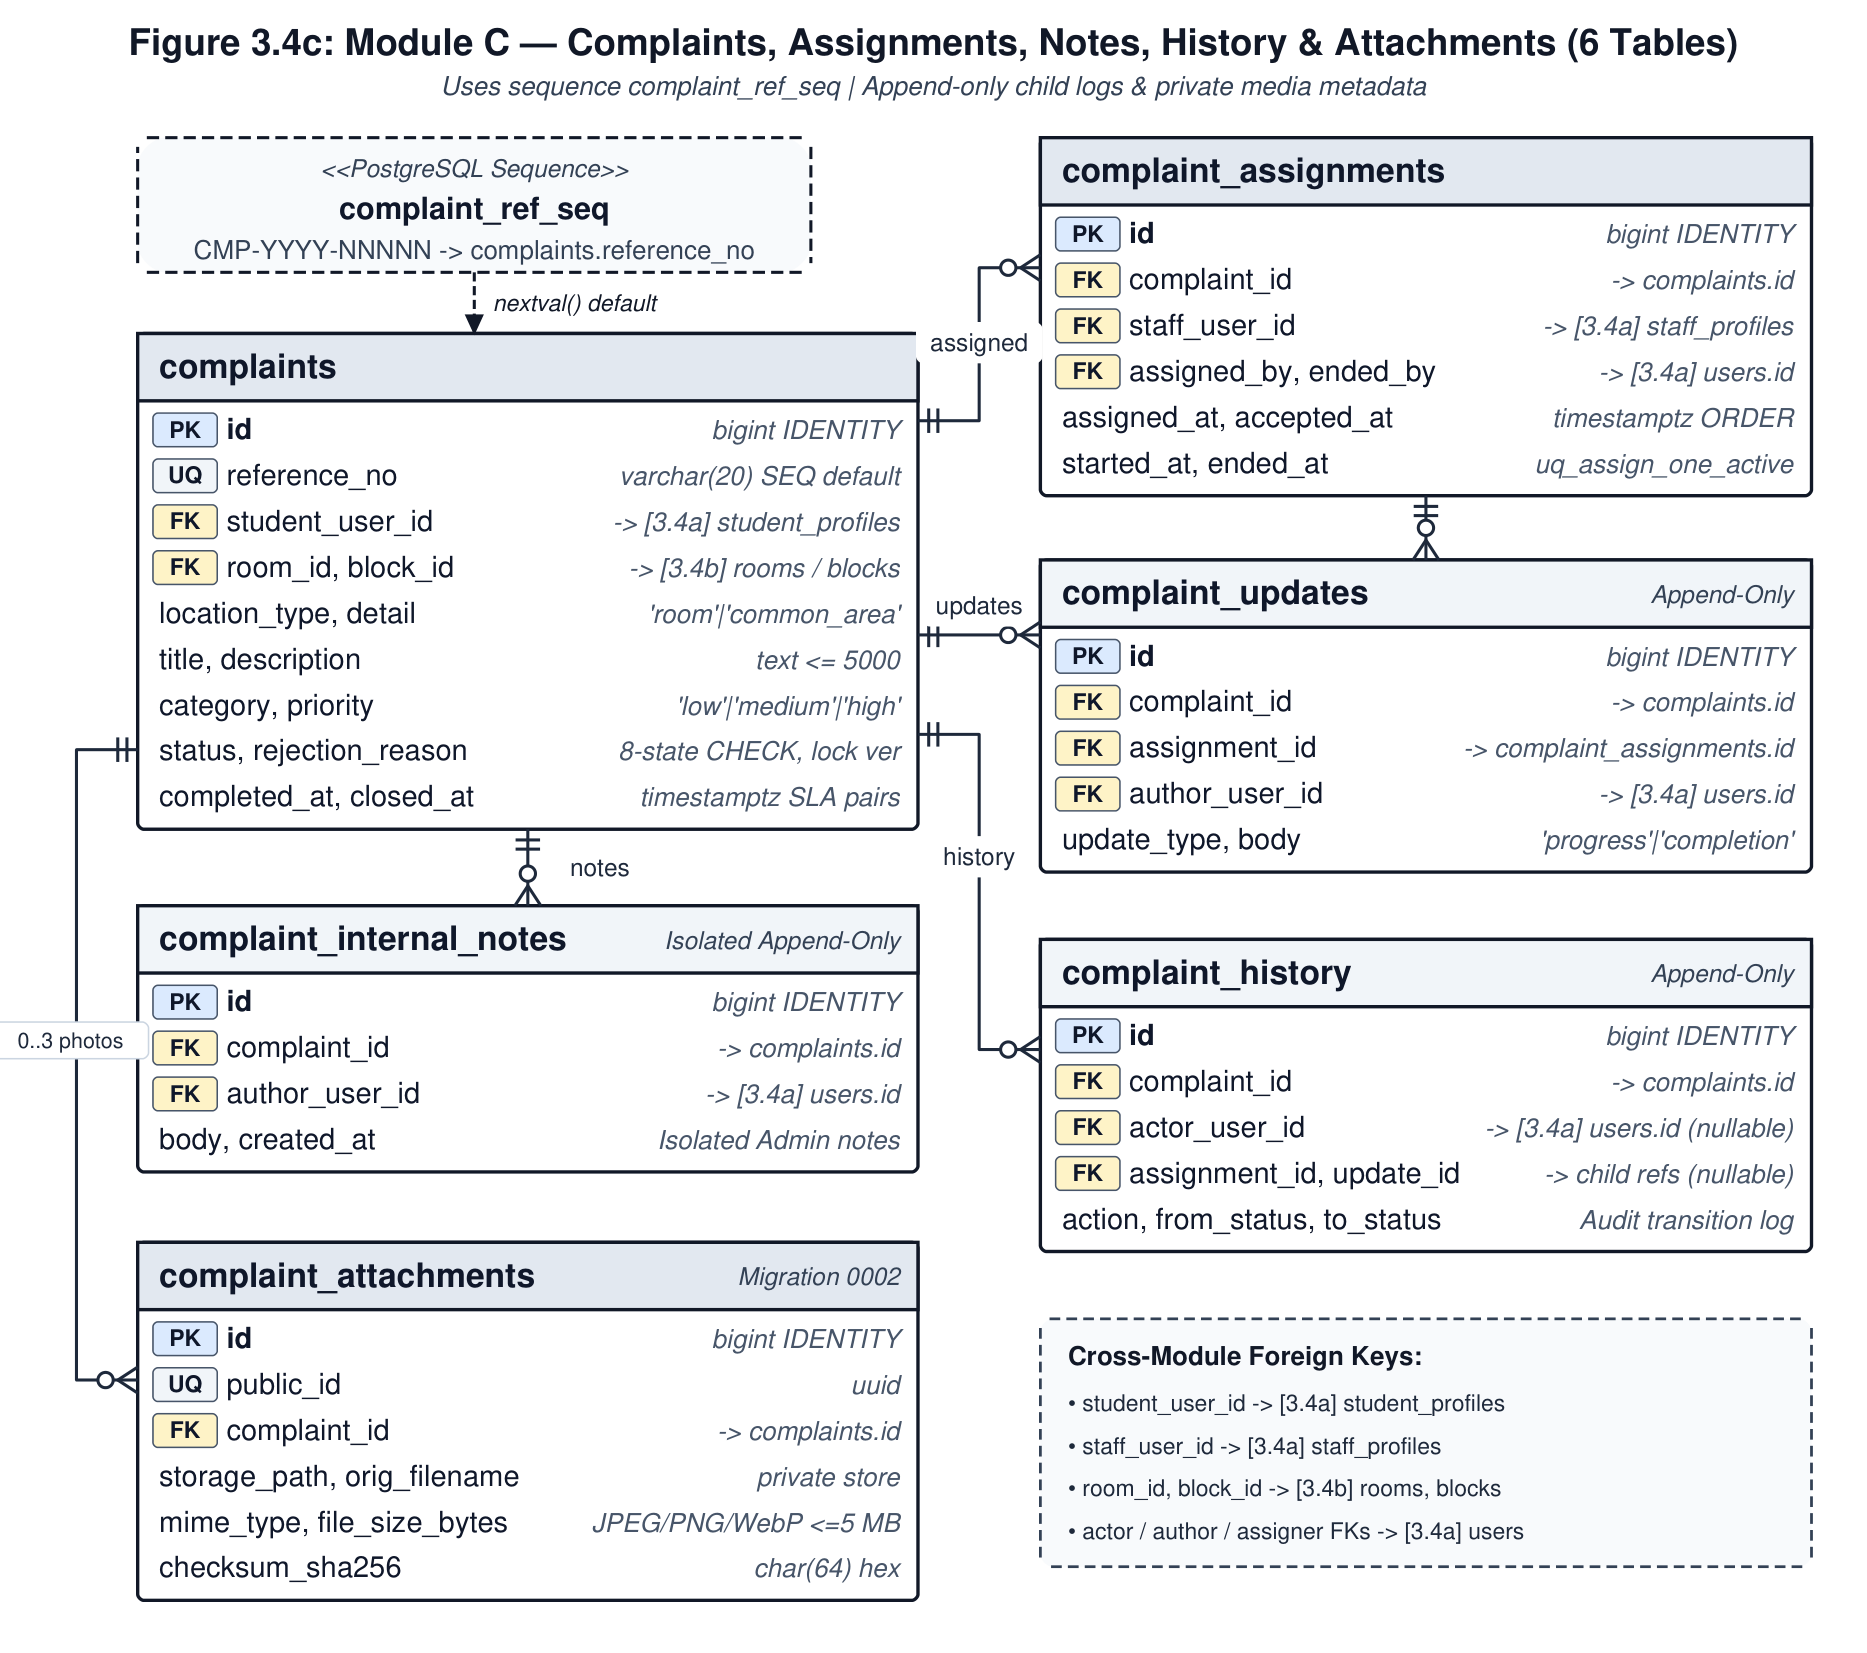 Figure 3.4c: Module C — Complaints, Assignments, Notes, History & Attachments (6 Tables)
Uses sequence complaint_ref_seq | Append-only child logs & private media metadata
<<PostgreSQL Sequence>>
complaint_ref_seq
CMP-YYYY-NNNNN -> complaints.reference_no
nextval() default
complaints
PK id bigint IDENTITY
UQ reference_no varchar(20) SEQ default
FK student_user_id -> [3.4a] student_profiles
FK room_id, block_id -> [3.4b] rooms / blocks
location_type, detail 'room'|'common_area'
title, description text <= 5000
category, priority 'low'|'medium'|'high'
status, rejection_reason 8-state CHECK, lock ver
completed_at, closed_at timestamptz SLA pairs
assigned
updates
history
notes
0..3 photos
complaint_internal_notes Isolated Append-Only
PK id bigint IDENTITY
FK complaint_id -> complaints.id
FK author_user_id -> [3.4a] users.id
body, created_at Isolated Admin notes
complaint_attachments Migration 0002
PK id bigint IDENTITY
UQ public_id uuid
FK complaint_id -> complaints.id
storage_path, orig_filename private store
mime_type, file_size_bytes JPEG/PNG/WebP <=5 MB
checksum_sha256 char(64) hex
complaint_assignments
PK id bigint IDENTITY
FK complaint_id -> complaints.id
FK staff_user_id -> [3.4a] staff_profiles
FK assigned_by, ended_by -> [3.4a] users.id
assigned_at, accepted_at timestamptz ORDER
started_at, ended_at uq_assign_one_active
complaint_updates Append-Only
PK id bigint IDENTITY
FK complaint_id -> complaints.id
FK assignment_id -> complaint_assignments.id
FK author_user_id -> [3.4a] users.id
update_type, body 'progress'|'completion'
complaint_history Append-Only
PK id bigint IDENTITY
FK complaint_id -> complaints.id
FK actor_user_id -> [3.4a] users.id (nullable)
FK assignment_id, update_id -> child refs (nullable)
action, from_status, to_status Audit transition log
Cross-Module Foreign Keys:
• student_user_id -> [3.4a] student_profiles
• staff_user_id -> [3.4a] staff_profiles
• room_id, block_id -> [3.4b] rooms, blocks
• actor / author / assigner FKs -> [3.4a] users